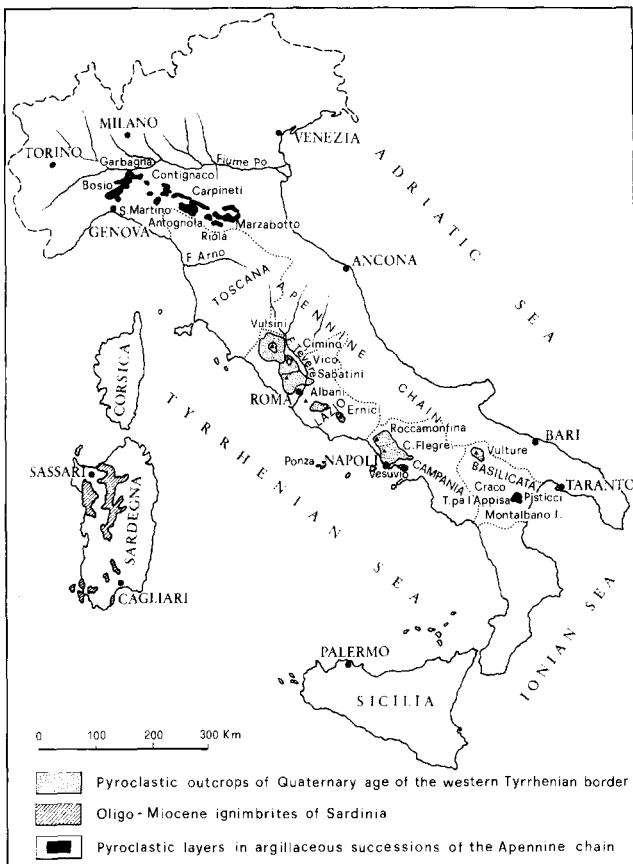 MILANO
VENEZIA
TORINO
Garbagna
Fiume Po
Contignaco
Bosio
Carpineti
S. Martino
GENOVA
Antognola
Riola
Marzabotto
F. Arno
ADRIATIC SEA
ANCONA
TOSCANA
APENNINE CHAIN
Vulsini
Cimino
F. Tevere
Vico
Sabatini
CORSICA
ROMA
Albani
LAZIO
Ernici
Roccamonfina
C. Flegrei
BARI
Vulture
TYRRHENIAN SEA
SASSARI
Ponza
NAPOLI
Vesuvio
CAMPANIA
BASILICATA
TARANTO
Craco
T.pa l'Appisa
Pisticci
Montalbano J.
SARDEGNA
CAGLIARI
PALERMO
SICILIA
IONIAN SEA
0 100 200 300 Km
Pyroclastic outcrops of Quaternary age of the western Tyrrhenian border
Oligo-Miocene ignimbrites of Sardinia
Pyroclastic layers in argillaceous successions of the Apennine chain